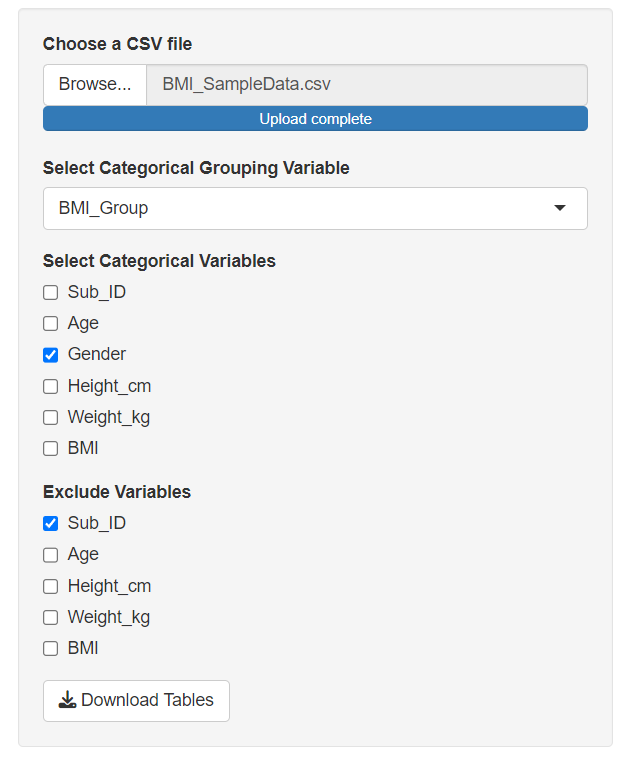 Choose a CSV file
Browse... BMI_SampleData.csv
Upload complete
Select Categorical Grouping Variable
BMI_Group
Select Categorical Variables
Sub_ID
Age
Gender
Height_cm
Weight_kg
BMI
Exclude Variables
Sub_ID
Age
Height_cm
Weight_kg
BMI
Download Tables